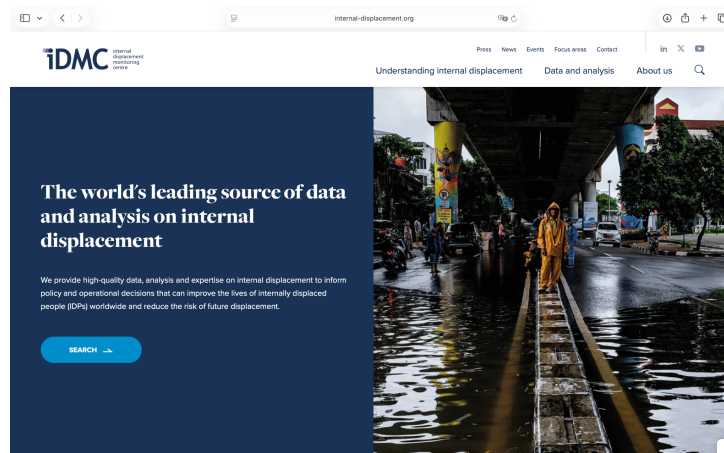 internal-displacement.org
iDMC
internal
displacement
monitoring
centre
Press News Events Focus areas Contact
in X
Understanding internal displacement Data and analysis About us
The world's leading source of data
and analysis on internal
displacement
We provide high-quality data, analysis and expertise on internal displacement to inform
policy and operational decisions that can improve the lives of internally displaced
people (IDPs) worldwide and reduce the risk of future displacement.
SEARCH